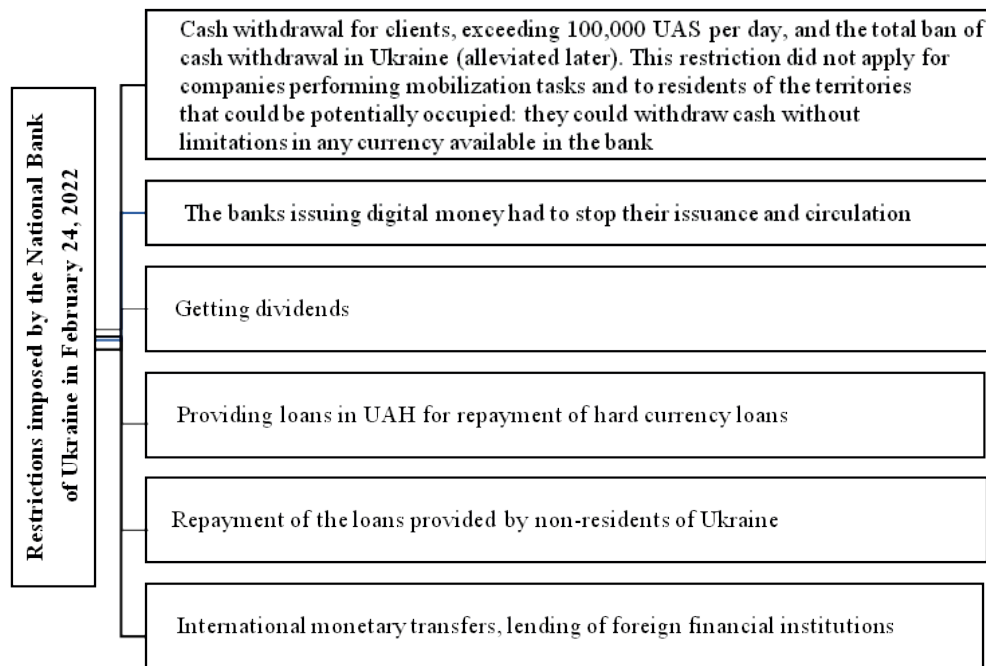 Restrictions imposed by the National Bank
of Ukraine in February 24, 2022
Cash withdrawal for clients, exceeding 100,000 UAS per day, and the total ban of
cash withdrawal in Ukraine (alleviated later). This restriction did not apply for
companies performing mobilization tasks and to residents of the territories
that could be potentially occupied: they could withdraw cash without
limitations in any currency available in the bank
The banks issuing digital money had to stop their issuance and circulation
Getting dividends
Providing loans in UAH for repayment of hard currency loans
Repayment of the loans provided by non-residents of Ukraine
International monetary transfers, lending of foreign financial institutions